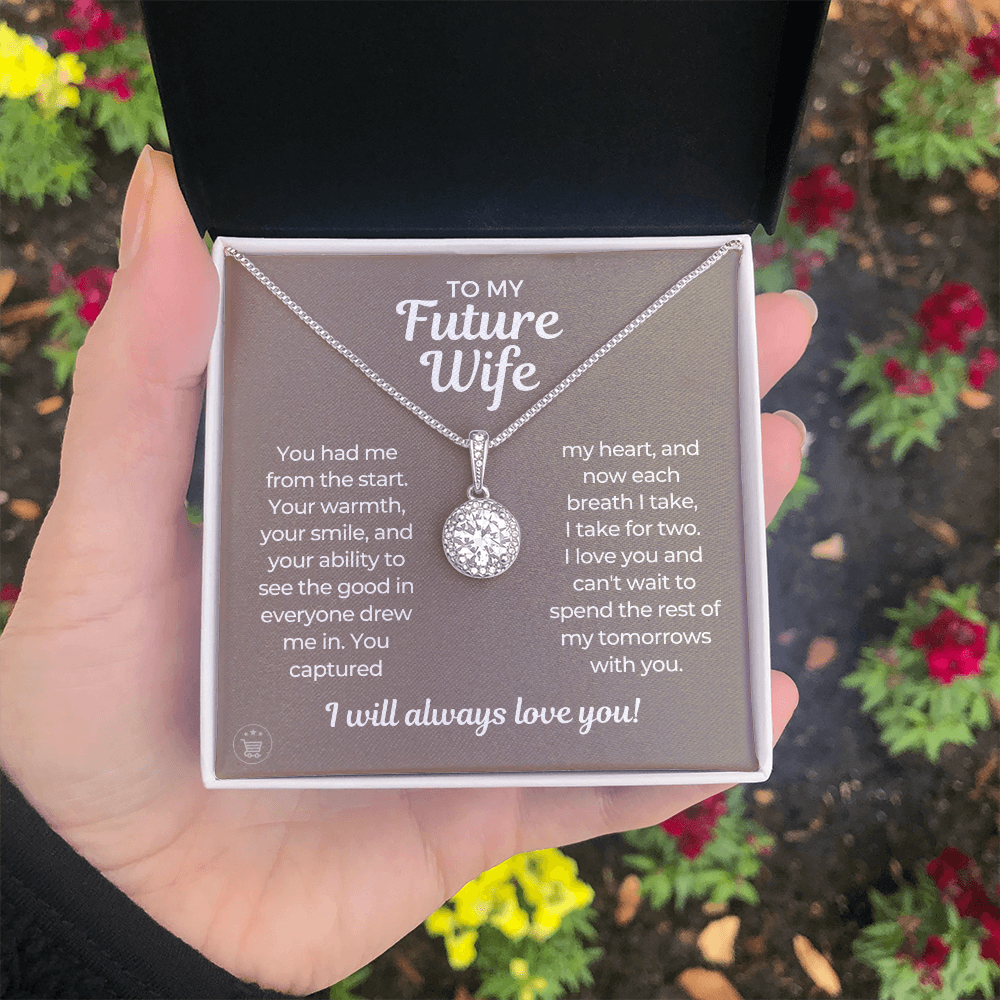 TO MY
Future
Wife
You had me
from the start.
Your warmth,
your smile, and
your ability to
see the good in
everyone drew
me in. You
captured
my heart, and
now each
breath I take,
I take for two.
I love you and
can't wait to
spend the rest of
my tomorrows
with you.
I will always love you!